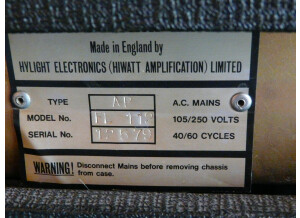 Made in England by
HYLIGHT ELECTRONICS (HIWATT AMPLIFICATION) LIMITED
TYPE AP A.C. MAINS
MODEL No. 105/250 VOLTS
SERIAL No. 40/60 CYCLES
WARNING! Disconnect Mains before removing chassis
from case.